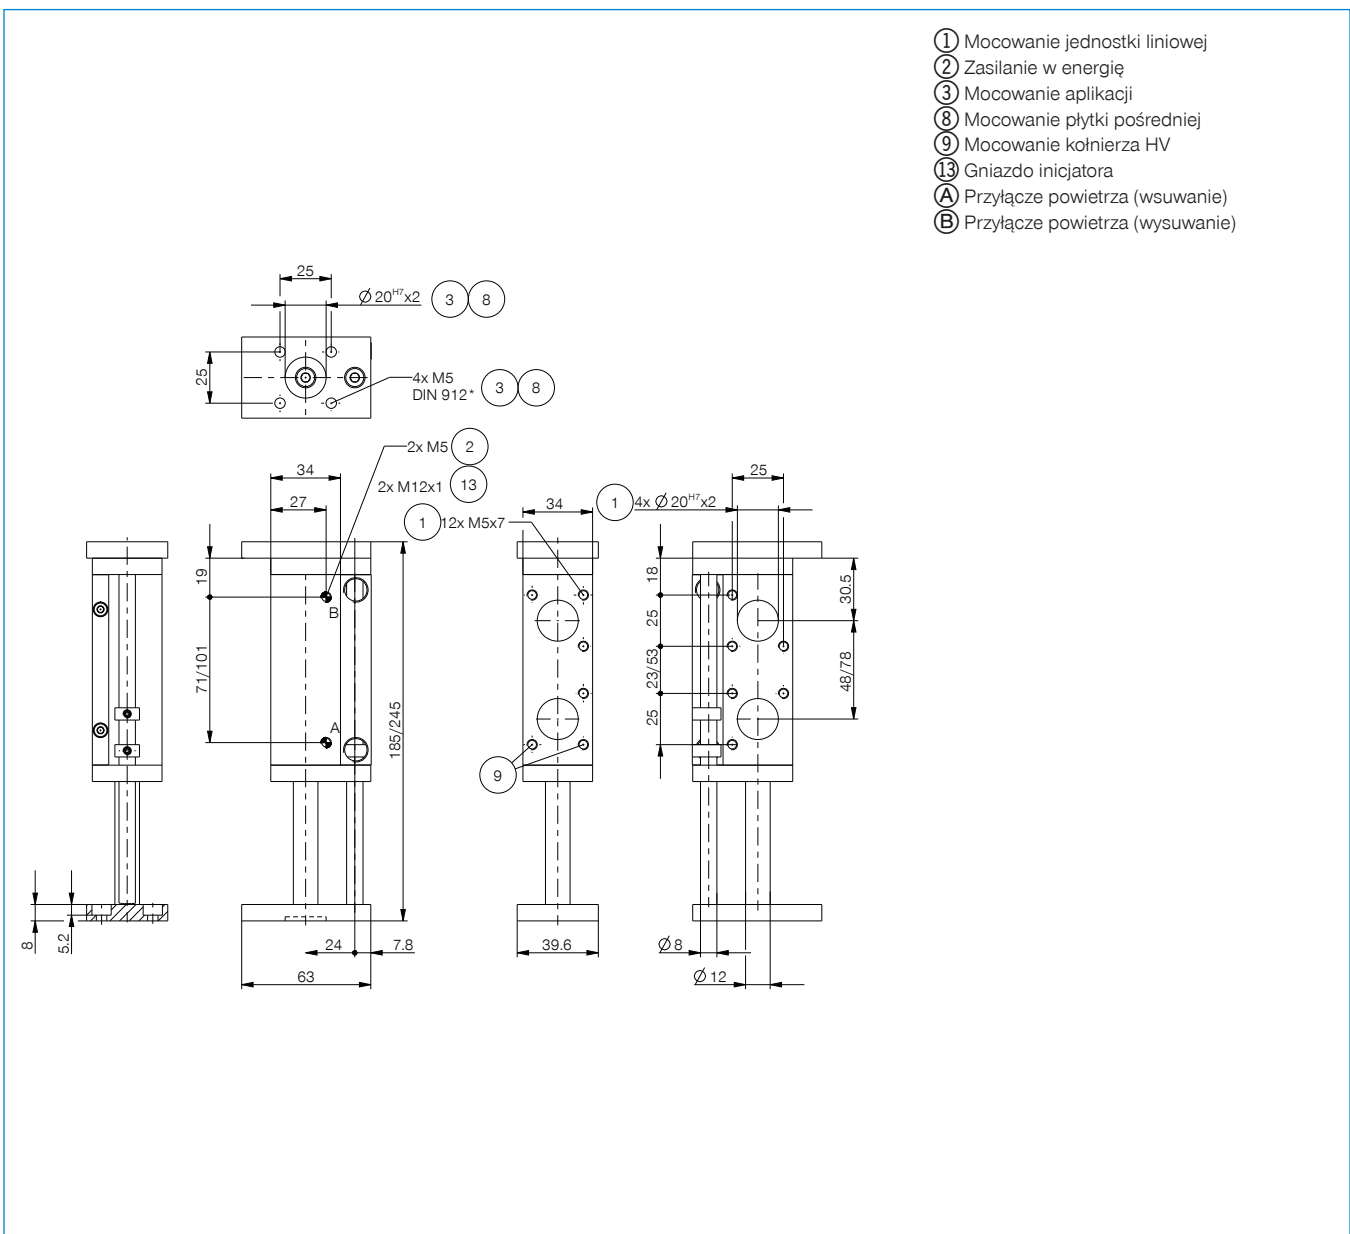 1 Mocowanie jednostki liniowej
2 Zasilanie w energię
3 Mocowanie aplikacji
8 Mocowanie płytki pośredniej
9 Mocowanie kołnierza HV
13 Gniazdo inicjatora
A Przyłącze powietrza (wsuwanie)
B Przyłącze powietrza (wysuwanie)
25
Ø 20H7x2 3 8
25
4x M5 3 8
DIN 912*
2x M5 2
2x M12x1 13
1 12x M5x7
34
27
19
71/101
B
A
185/245
8
5.2
24
7.8
63
34
9
39.6
1 4x Ø 20H7x2
25
18
25
23/53
25
30.5
48/78
Ø 8
Ø 12